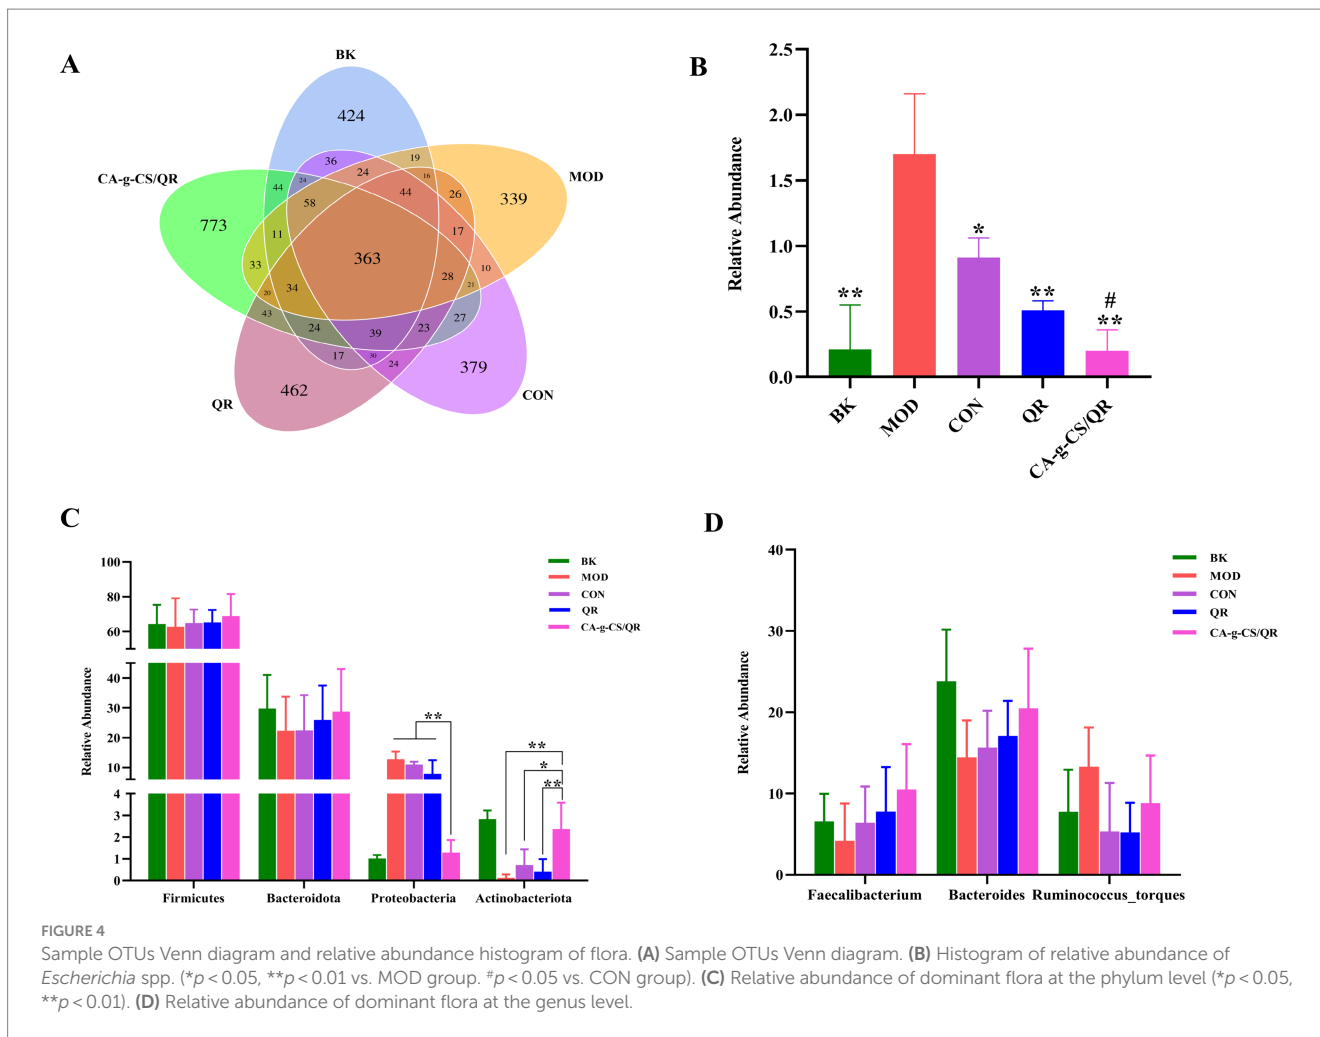 A
BK
424
36
19
24
24
16
44
44
26
MOD
CA-g-CS/QR
58
339
773
11
17
363
33
28
10
34
20
21
43
24
39
23
27
17
30
24
379
462
QR
CON
B
Relative Abundance
2.5
2.0
1.5
1.0
0.5
0.0
**
*
**
#
**
BK
MOD
CON
QR
CA-g-CS/QR
C
Relative Abundance
100
80
60
40
30
20
10
4
3
2
1
0
**
**
*
**
BK
MOD
CON
QR
CA-g-CS/QR
Firmicutes
Bacteroidota
Proteobacteria
Actinobacteriota
D
Relative Abundance
40
30
20
10
0
BK
MOD
CON
QR
CA-g-CS/QR
Faecalibacterium
Bacteroides
Ruminococcus_torques
FIGURE 4
Sample OTUs Venn diagram and relative abundance histogram of flora. (A) Sample OTUs Venn diagram. (B) Histogram of relative abundance of
Escherichia spp. (*p < 0.05, **p < 0.01 vs. MOD group. #p < 0.05 vs. CON group). (C) Relative abundance of dominant flora at the phylum level (*p < 0.05,
**p < 0.01). (D) Relative abundance of dominant flora at the genus level.